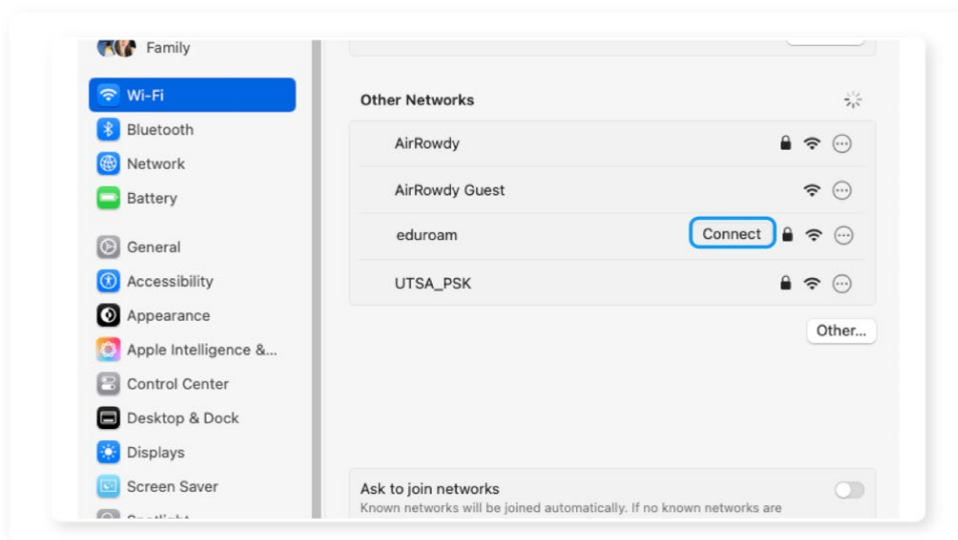 Family
Wi-Fi
Bluetooth
Network
Battery
General
Accessibility
Appearance
Apple Intelligence &...
Control Center
Desktop & Dock
Displays
Screen Saver
Other Networks
AirRowdy
AirRowdy Guest
eduroam Connect
UTSA_PSK
Other...
Ask to join networks
Known networks will be joined automatically. If no known networks are